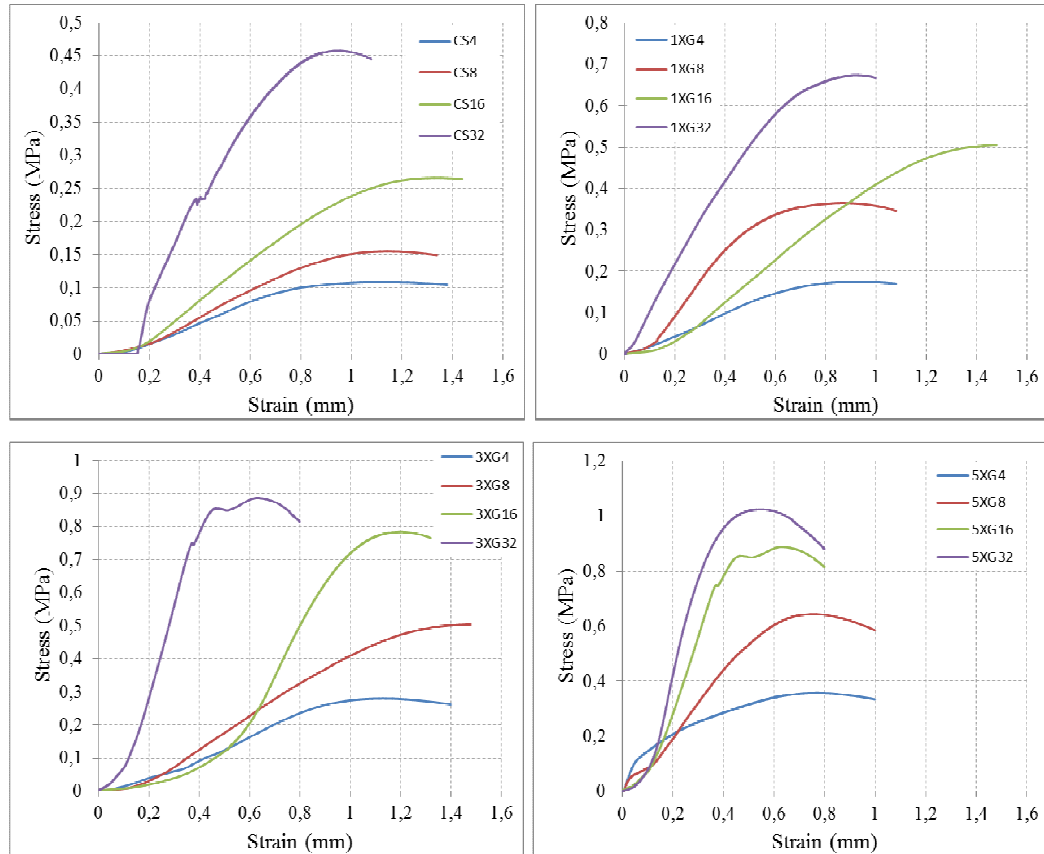 0,5
0,45
0,4
0,35
0,3
0,25
0,2
0,15
0,1
0,05
0
Stress (MPa)
CS4
CS8
CS16
CS32
0 0,2 0,4 0,6 0,8 1 1,2 1,4 1,6
Strain (mm)
0,8
0,7
0,6
0,5
0,4
0,3
0,2
0,1
0
Stress (MPa)
1XG4
1XG8
1XG16
1XG32
0 0,2 0,4 0,6 0,8 1 1,2 1,4 1,6
Strain (mm)
1
0,9
0,8
0,7
0,6
0,5
0,4
0,3
0,2
0,1
0
Stress (MPa)
3XG4
3XG8
3XG16
3XG32
0 0,2 0,4 0,6 0,8 1 1,2 1,4 1,6
Strain (mm)
1,2
1
0,8
0,6
0,4
0,2
0
Stress (MPa)
5XG4
5XG8
5XG16
5XG32
0 0,2 0,4 0,6 0,8 1 1,2 1,4 1,6
Strain (mm)